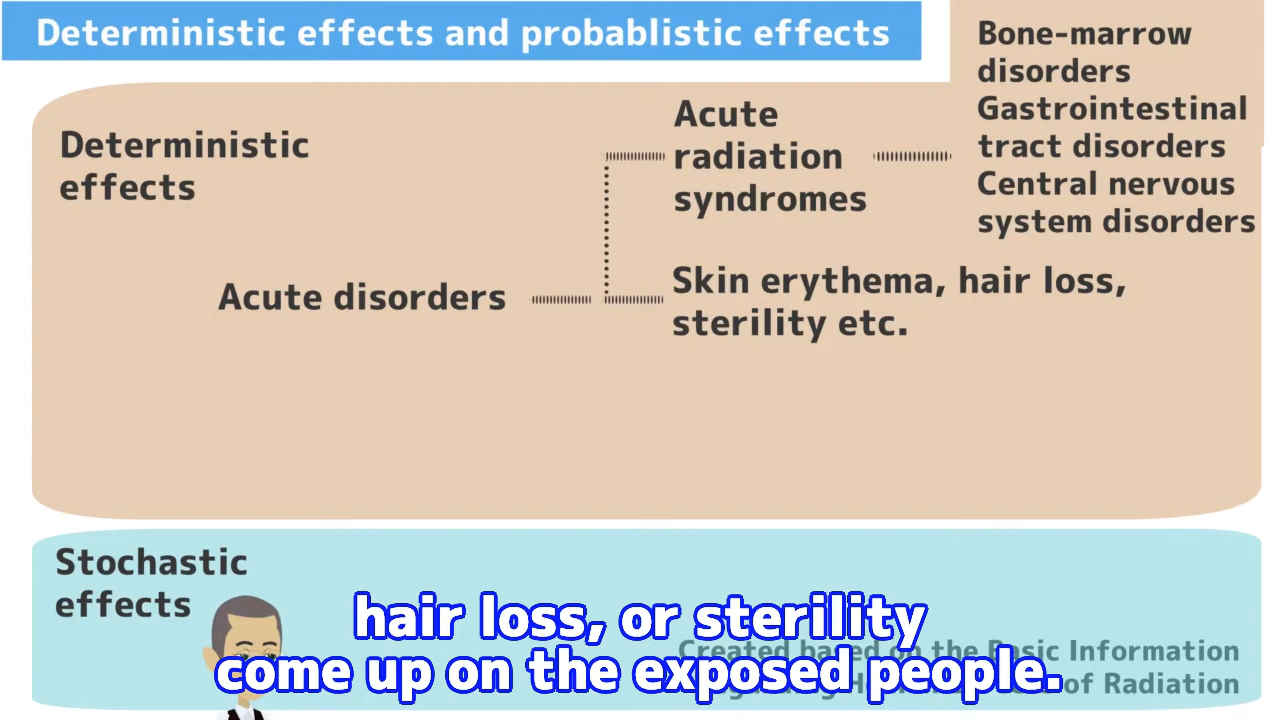 Deterministic effects and probablistic effects
Bone-marrow
disorders
Gastrointestinal
tract disorders
Central nervous
system disorders
Deterministic
effects
Acute
radiation
syndromes
Acute disorders
Skin erythema, hair loss,
sterility etc.
Stochastic
effects
hair loss, or sterility
come up on the exposed people.
Created based on the Basic Information
of Radiation